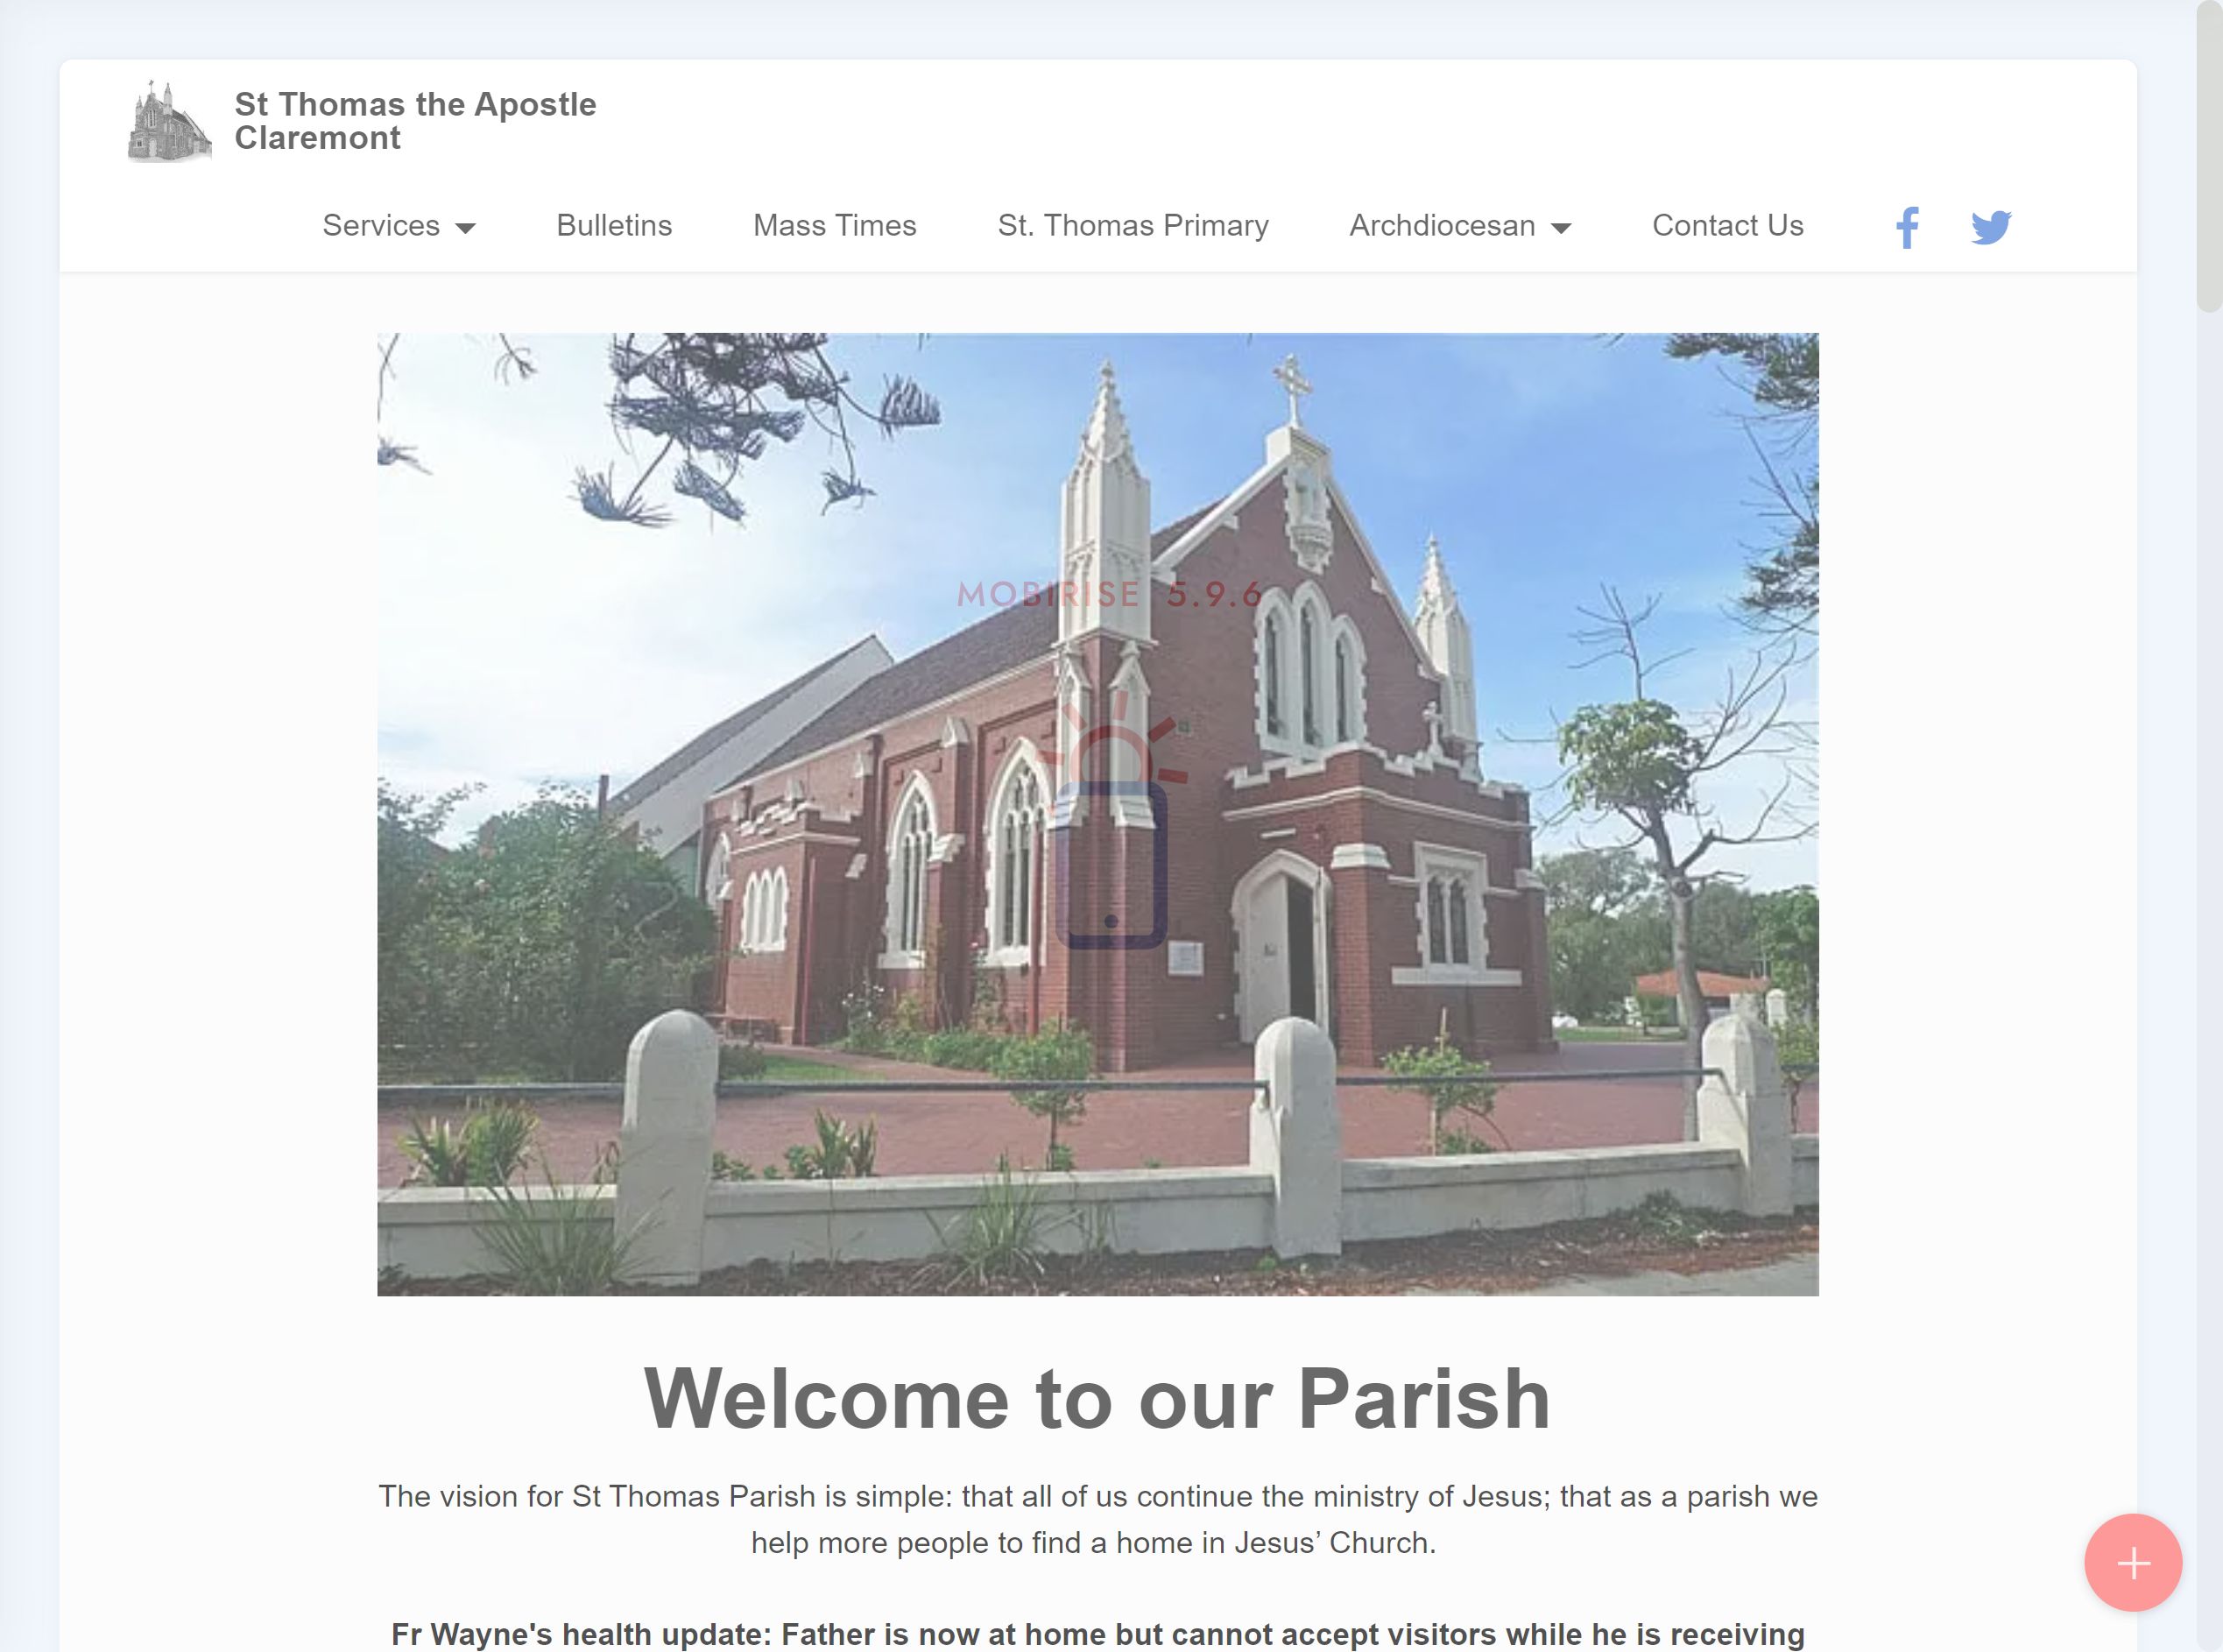 St Thomas the Apostle
Claremont
Services
Bulletins
Mass Times
St. Thomas Primary
Archdiocesan
Contact Us
MOBIRISE 5.9.6
Welcome to our Parish
The vision for St Thomas Parish is simple: that all of us continue the ministry of Jesus; that as a parish we
help more people to find a home in Jesus’ Church.
Fr Wayne's health update: Father is now at home but cannot accept visitors while he is receiving